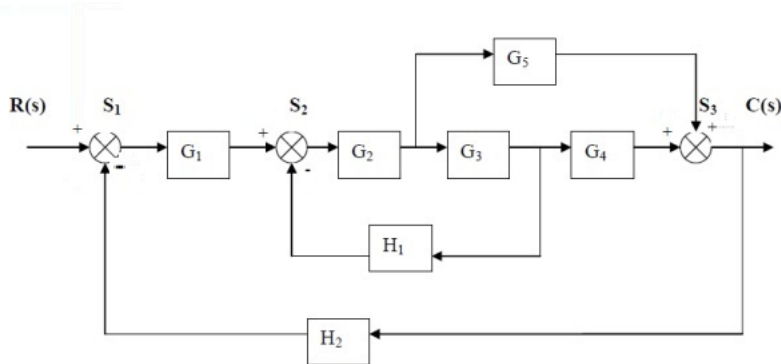 G₅
R(s) S₁ S₂ S₃ C(s)
+ + + +
G₁ G₂ G₃ G₄
- -
H₁
H₂